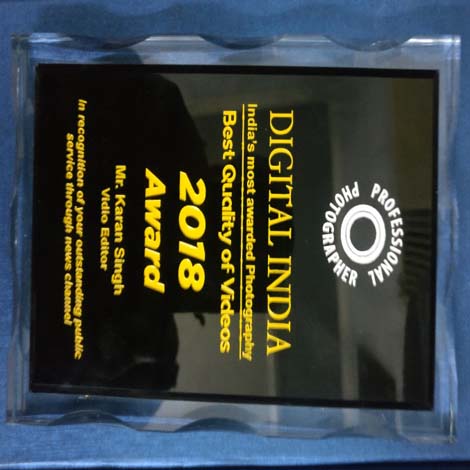 PROFESSIONAL
PHOTOGRAPHER
DIGITAL INDIA
India's most awarded Photography
Best Quality of Videos
2018
Award
Mr. Karan Singh
Vidio Editor
In recognition of your outstanding public
service through news channel